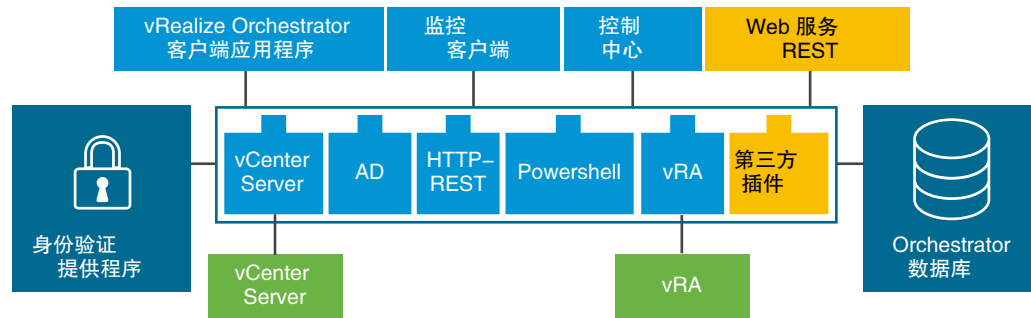 vRealize Orchestrator
客户端应用程序
监控
客户端
控制
中心
Web 服务
REST
身份验证
提供程序
vCenter
Server
AD
HTTP–
REST
Powershell
vRA
第三方
插件
Orchestrator
数据库
vCenter
Server
vRA